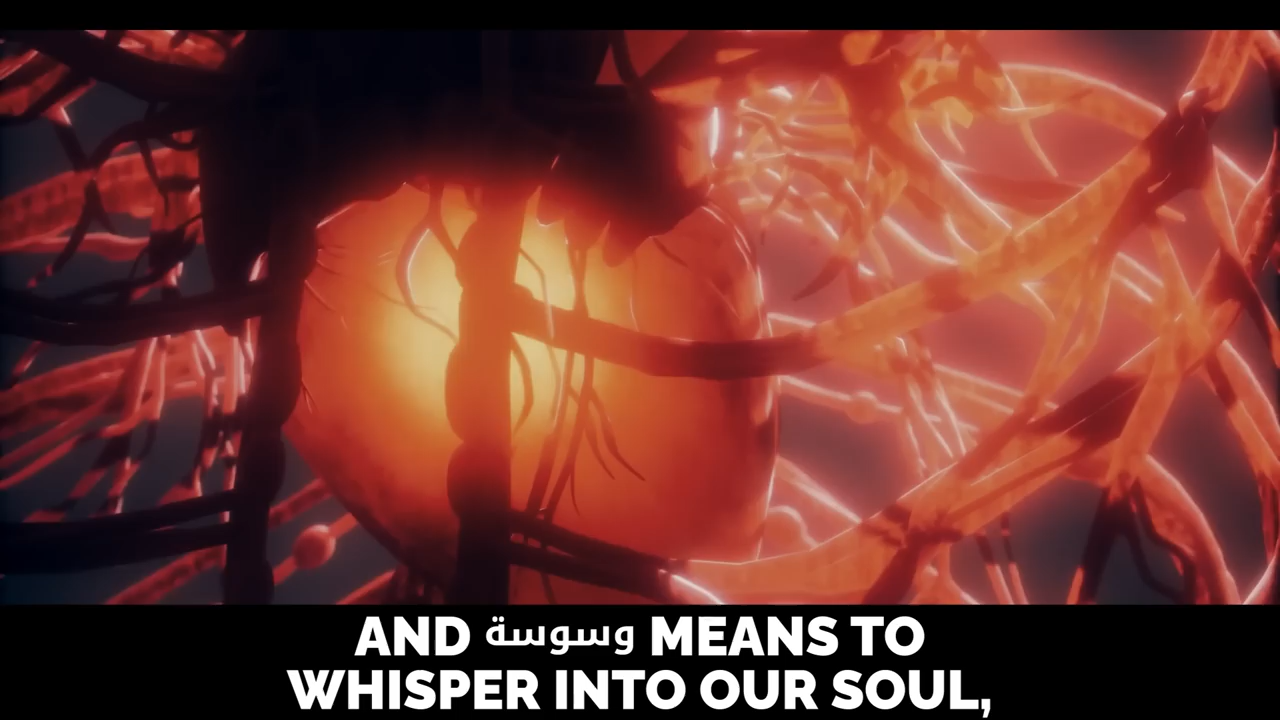 AND وسوسة MEANS TO
WHISPER INTO OUR SOUL,